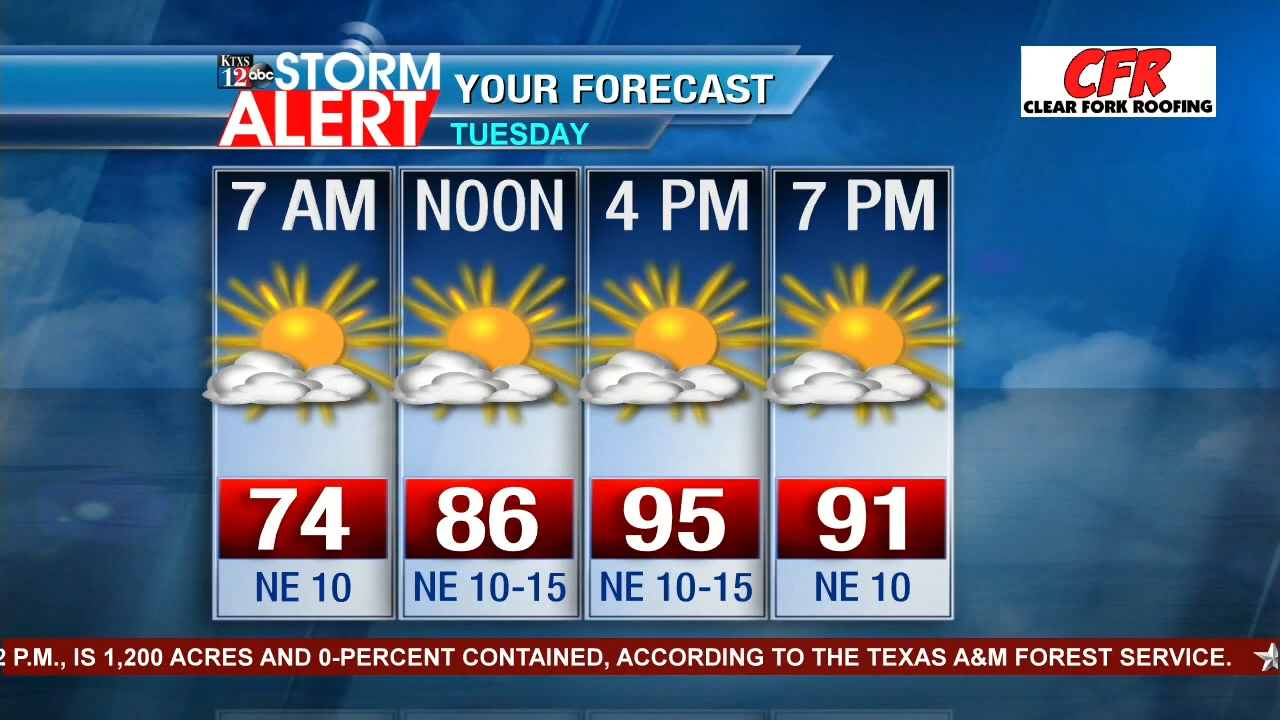 KTXS
12 abc
STORM
ALERT
YOUR FORECAST
TUESDAY
CFR
CLEAR FORK ROOFING
7 AM
NOON
4 PM
7 PM
74
86
95
91
NE 10
NE 10-15
NE 10-15
NE 10
2 P.M., IS 1,200 ACRES AND 0-PERCENT CONTAINED, ACCORDING TO THE TEXAS A&M FOREST SERVICE.